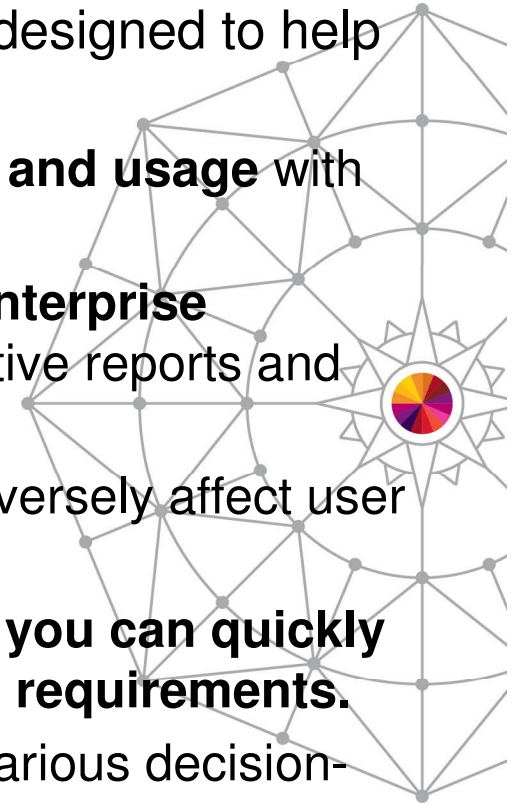 designed to help
and usage with
nterprise
tive reports and
versely affect user
you can quickly
requirements.
arious decision-